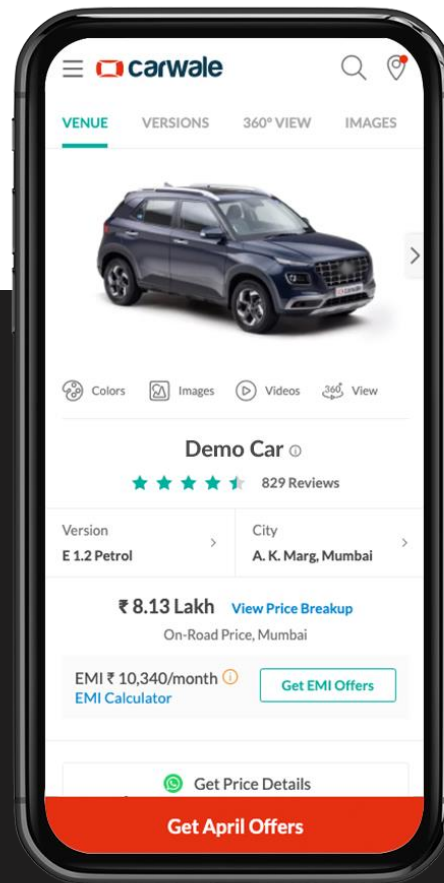 carwale
VENUE VERSIONS 360° VIEW IMAGES
Colors Images Videos 360° View
Demo Car
829 Reviews
Version
E 1.2 Petrol
City
A. K. Marg, Mumbai
₹ 8.13 Lakh View Price Breakup
On-Road Price, Mumbai
EMI ₹ 10,340/month
EMI Calculator
Get EMI Offers
Get Price Details
Get April Offers